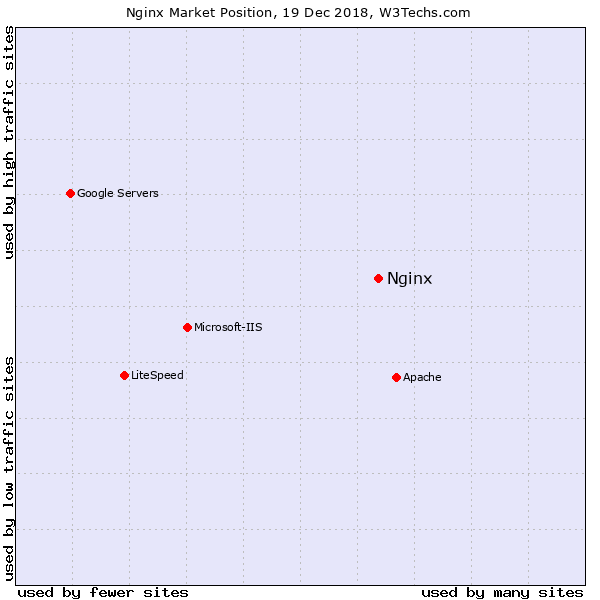 Nginx Market Position, 19 Dec 2018, W3Techs.com
used by high traffic sites
Google Servers
Nginx
Microsoft-IIS
LiteSpeed
Apache
used by low traffic sites
used by fewer sites
used by many sites